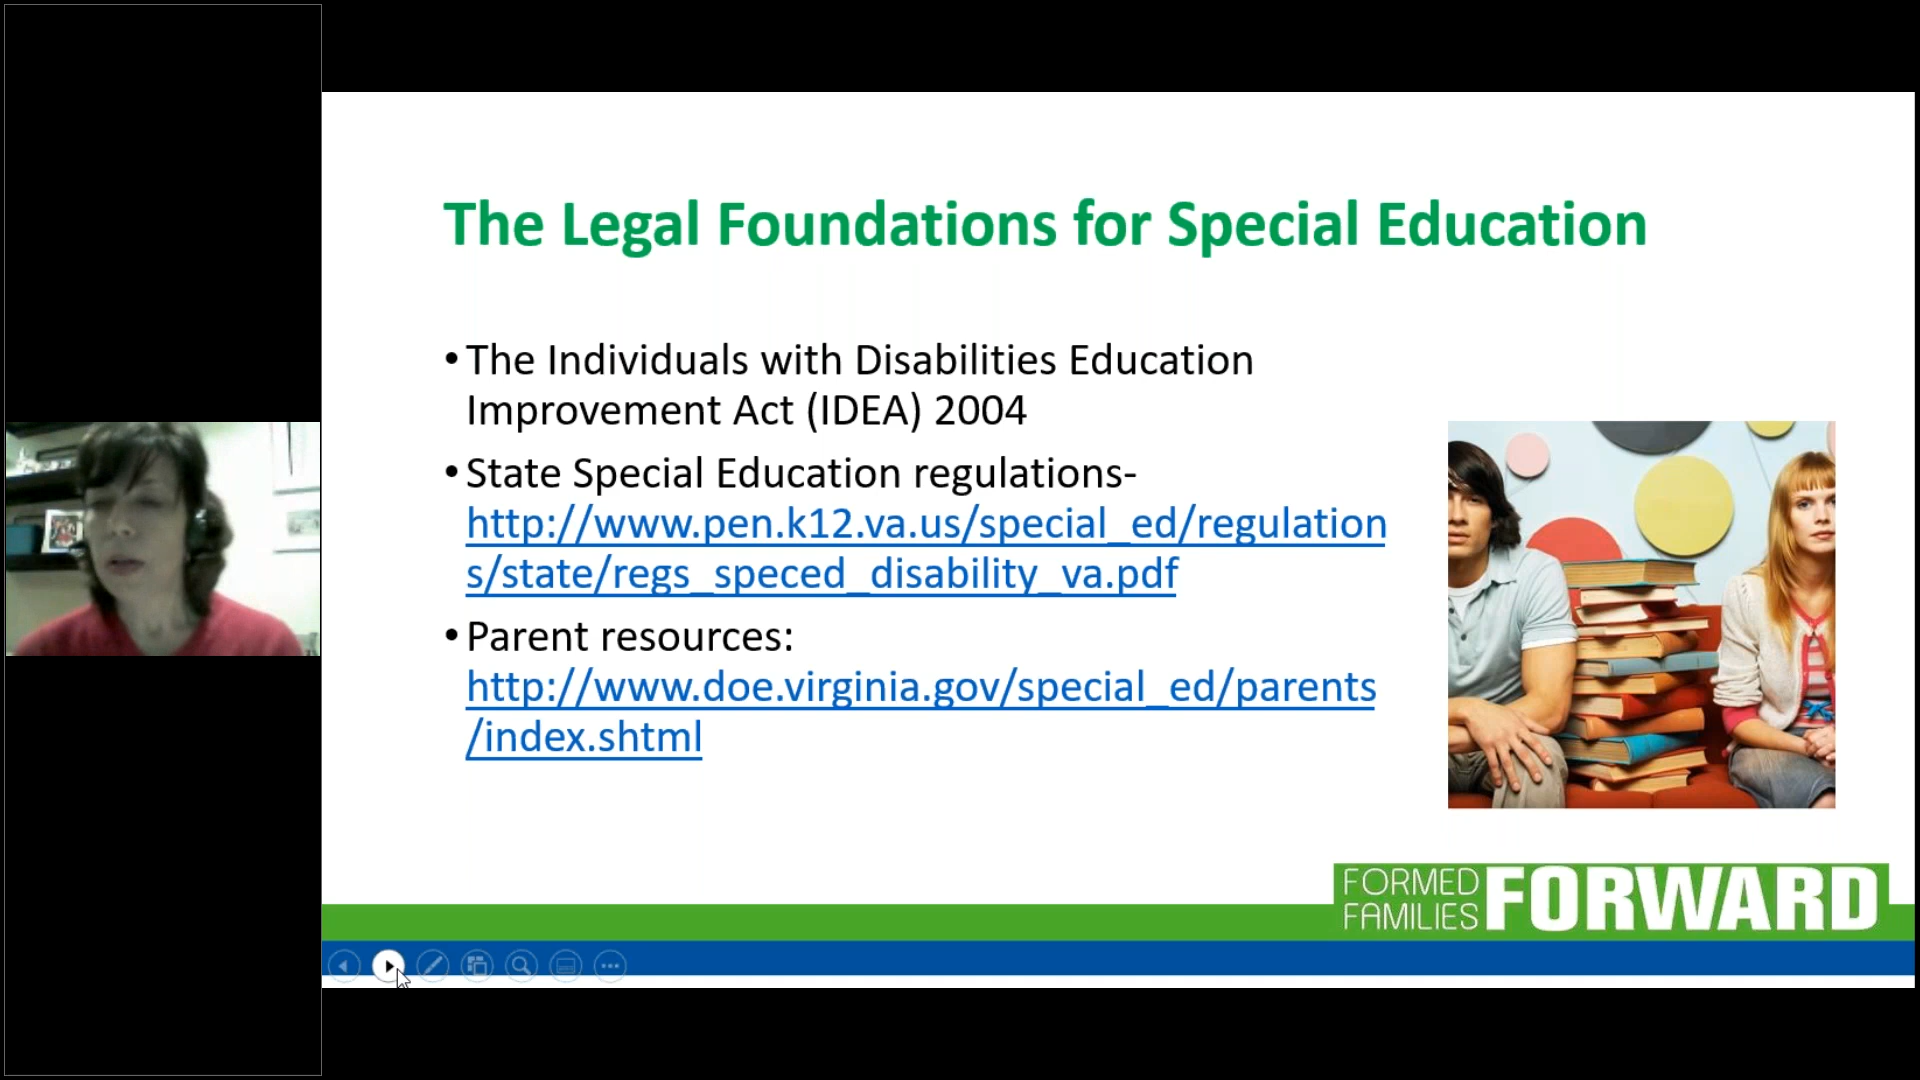 The Legal Foundations for Special Education
•The Individuals with Disabilities Education
Improvement Act (IDEA) 2004
•State Special Education regulations-
http://www.pen.k12.va.us/special_ed/regulation
s/state/regs_speced_disability_va.pdf
•Parent resources:
http://www.doe.virginia.gov/special_ed/parents
/index.shtml
FORMED
FAMILIES
FORWARD